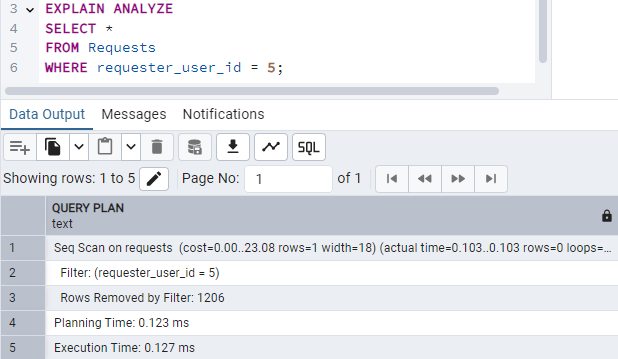 3 EXPLAIN ANALYZE
4 SELECT *
5 FROM Requests
6 WHERE requester_user_id = 5;
Data Output Messages Notifications
SQL
Showing rows: 1 to 5 Page No: 1 of 1
QUERY PLAN
text
1 Seq Scan on requests (cost=0.00..23.08 rows=1 width=18) (actual time=0.103..0.103 rows=0 loops=...
2 Filter: (requester_user_id = 5)
3 Rows Removed by Filter: 1206
4 Planning Time: 0.123 ms
5 Execution Time: 0.127 ms